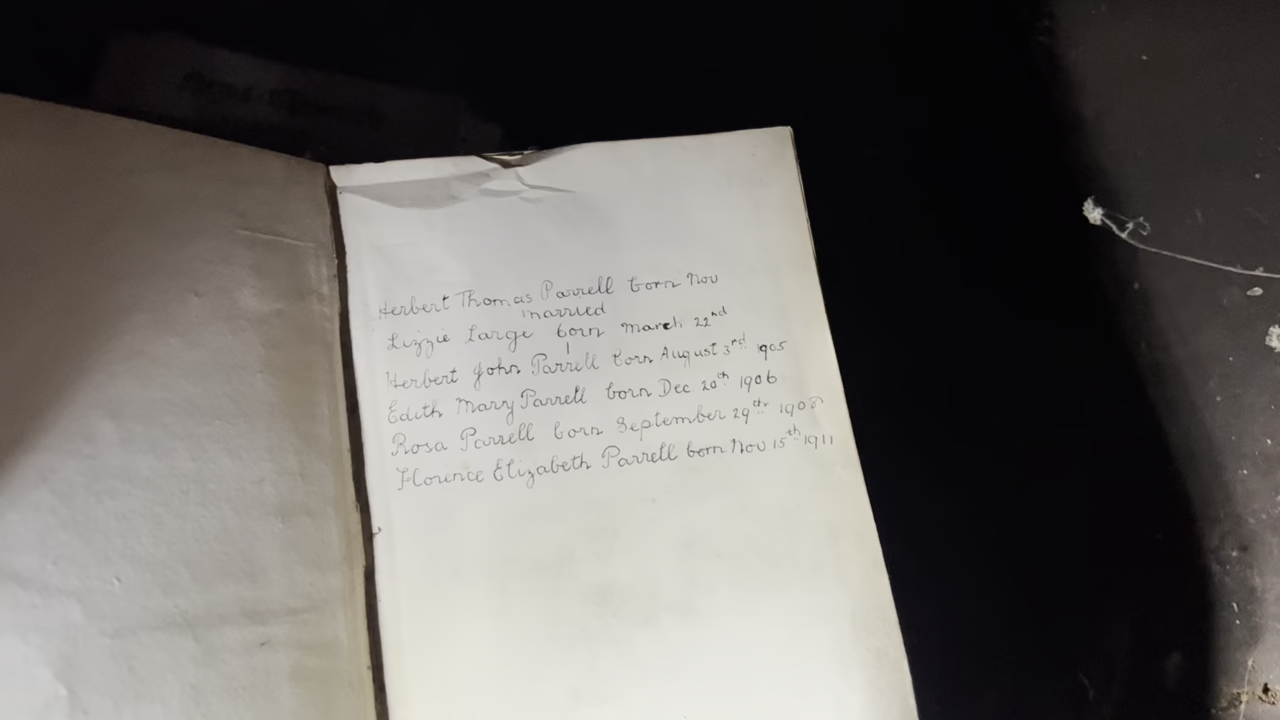 Herbert Thomas Parrell born Nov
married
Lizzie Large born March 22nd
Herbert John Parrell born August 3rd 1905
Edith Mary Parrell born Dec 20th 1906
Rosa Parrell born September 29th 1908
Florence Elizabeth Parrell born Nov 15th 1911